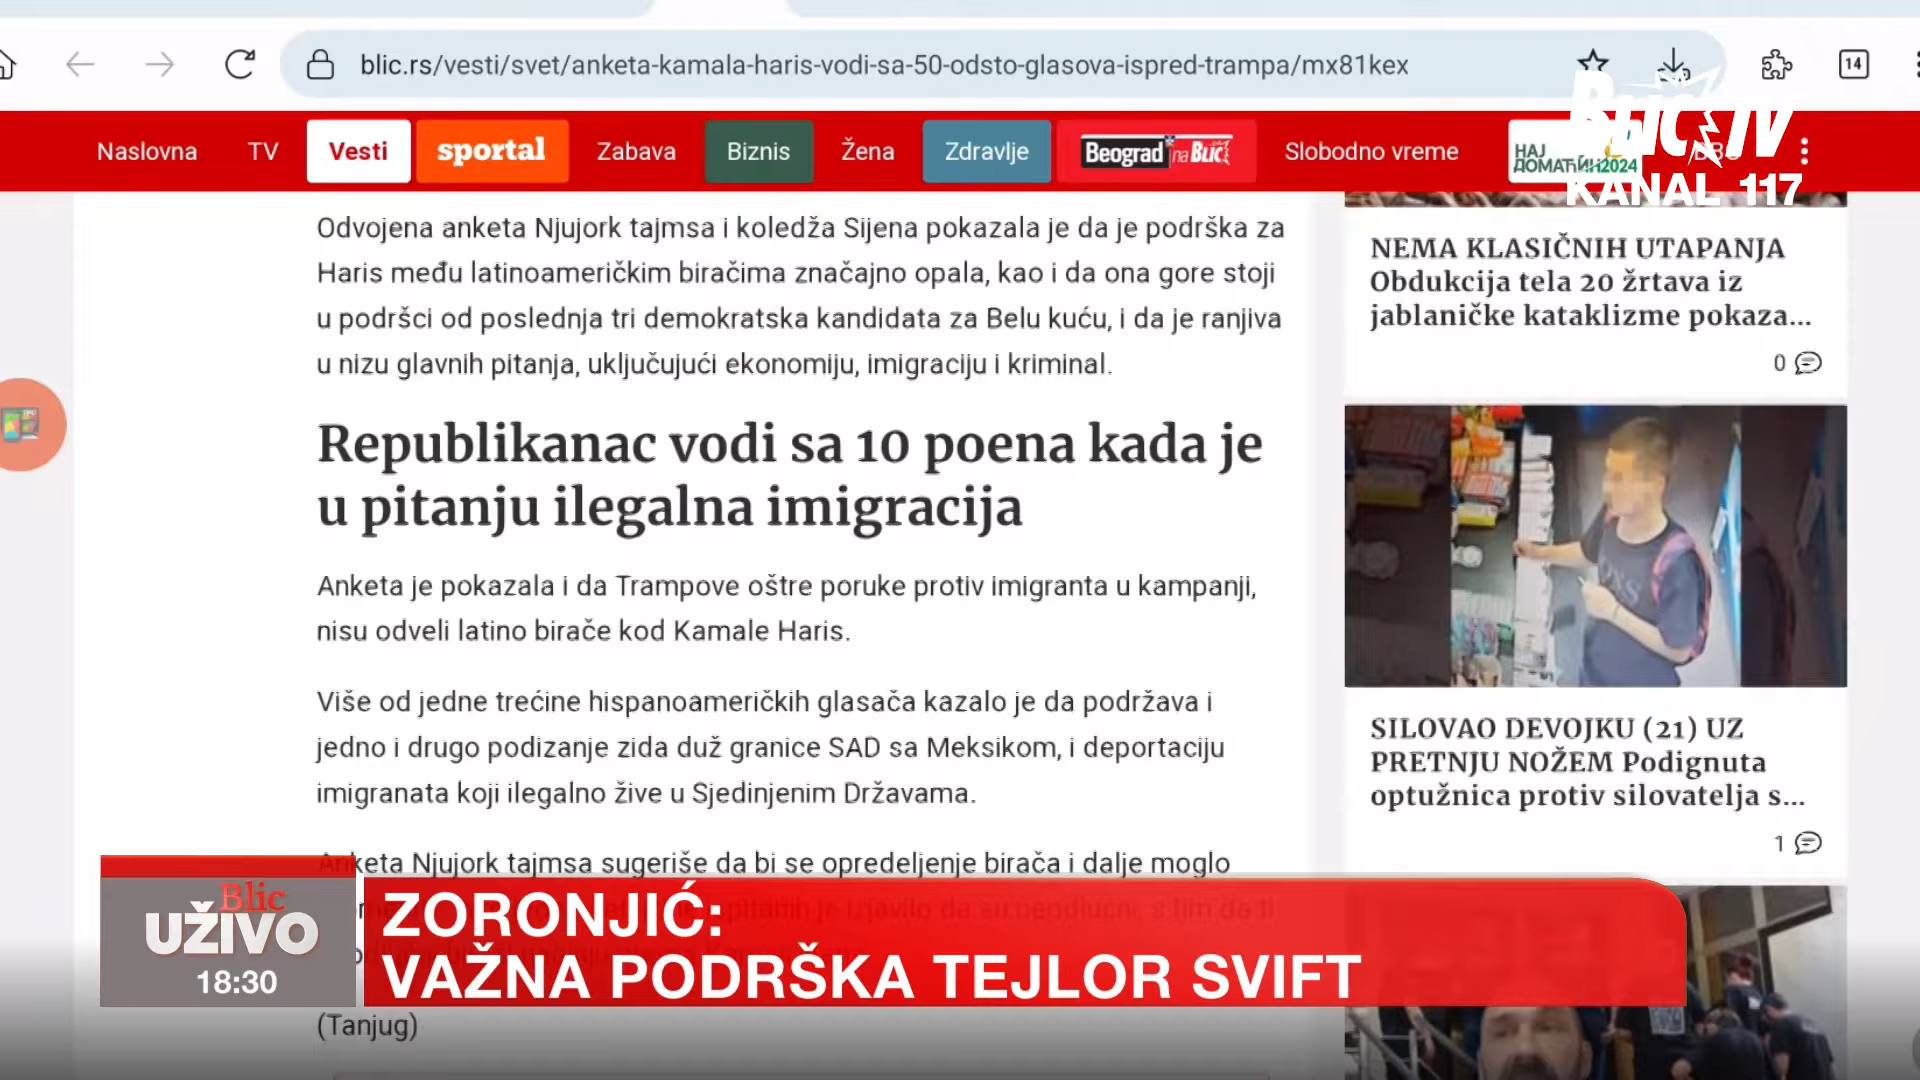 blic.rs/vesti/svet/anketa-kamala-haris-vodi-sa-50-odsto-glasova-ispred-trampa/mx81kex
14
Naslovna TV Vesti sportal Zabava Biznis Žena Zdravlje Beograd na Blic Slobodno vreme НАЈ ДОМАЋИН2024
Blic TV
KANAL 117
Odvojena anketa Njujork tajmsa i koledža Sijena pokazala je da je podrška za
Haris među latinoameričkim biračima značajno opala, kao i da ona gore stoji
u podršci od poslednja tri demokratska kandidata za Belu kuću, i da je ranjiva
u nizu glavnih pitanja, uključujući ekonomiju, imigraciju i kriminal.
Republikanac vodi sa 10 poena kada je
u pitanju ilegalna imigracija
Anketa je pokazala i da Trampove oštre poruke protiv imigranta u kampanji,
nisu odveli latino birače kod Kamale Haris.
Više od jedne trećine hispanoameričkih glasača kazalo je da podržava i
jedno i drugo podizanje zida duž granice SAD sa Meksikom, i deportaciju
imigranata koji ilegalno žive u Sjedinjenim Državama.
Anketa Njujork tajmsa sugeriše da bi se opredeljenje birača i dalje moglo
(Tanjug)
NEMA KLASIČNIH UTAPANJA
Obdukcija tela 20 žrtava iz
jablaničke kataklizme pokaza...
0
SILOVAO DEVOJKU (21) UZ
PRETNJU NOŽEM Podignuta
optužnica protiv silovatelja s...
1
Blic
UŽIVO
18:30
ZORONJIĆ:
VAŽNA PODRŠKA TEJLOR SVIFT